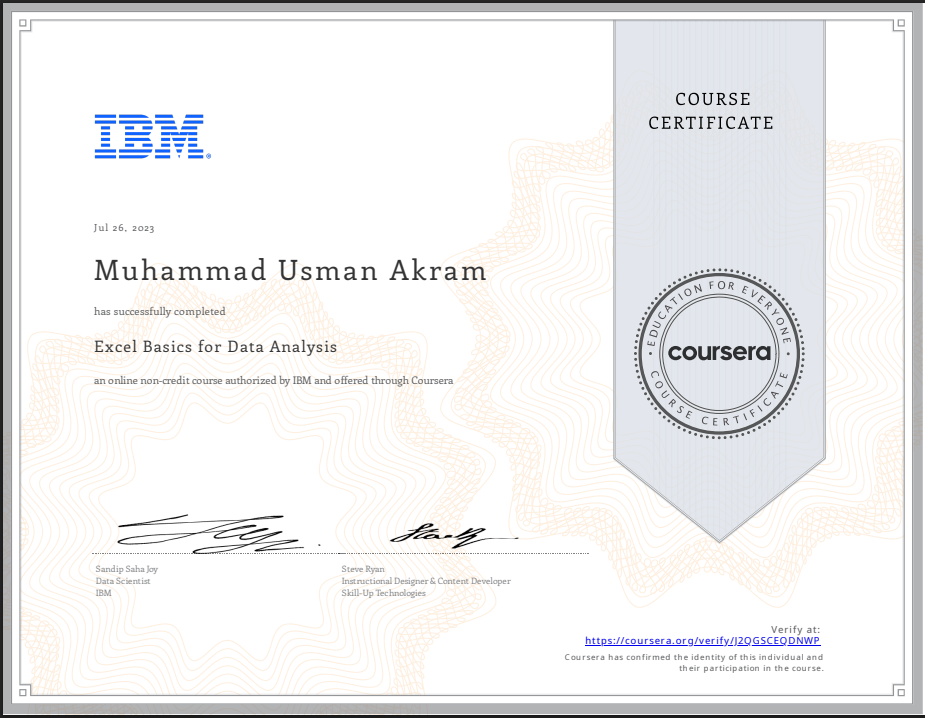 COURSE
CERTIFICATE
IBM®
Jul 26, 2023
Muhammad Usman Akram
has successfully completed
Excel Basics for Data Analysis
an online non-credit course authorized by IBM and offered through Coursera
EDUCATION FOR EVERYONE
coursera
COURSE CERTIFICATE
Sandip Saha Joy
Data Scientist
IBM
Steve Ryan
Instructional Designer & Content Developer
Skill-Up Technologies
Verify at:
https://coursera.org/verify/J2QGSCEQDNWP
Coursera has confirmed the identity of this individual and
their participation in the course.